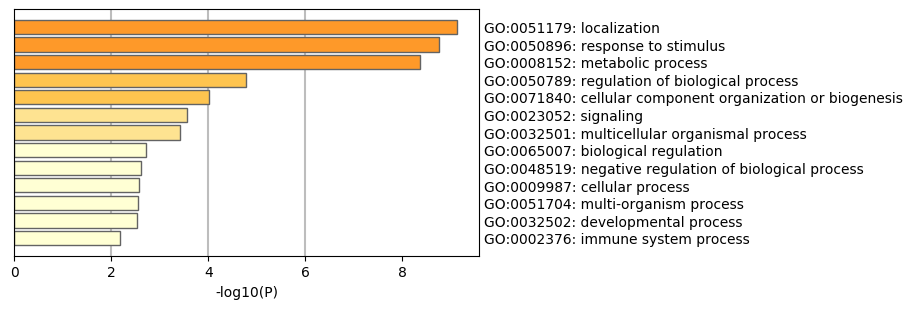 GO:0051179: localization
GO:0050896: response to stimulus
GO:0008152: metabolic process
GO:0050789: regulation of biological process
GO:0071840: cellular component organization or biogenesis
GO:0023052: signaling
GO:0032501: multicellular organismal process
GO:0065007: biological regulation
GO:0048519: negative regulation of biological process
GO:0009987: cellular process
GO:0051704: multi-organism process
GO:0032502: developmental process
GO:0002376: immune system process
0 2 4 6 8
-log10(P)